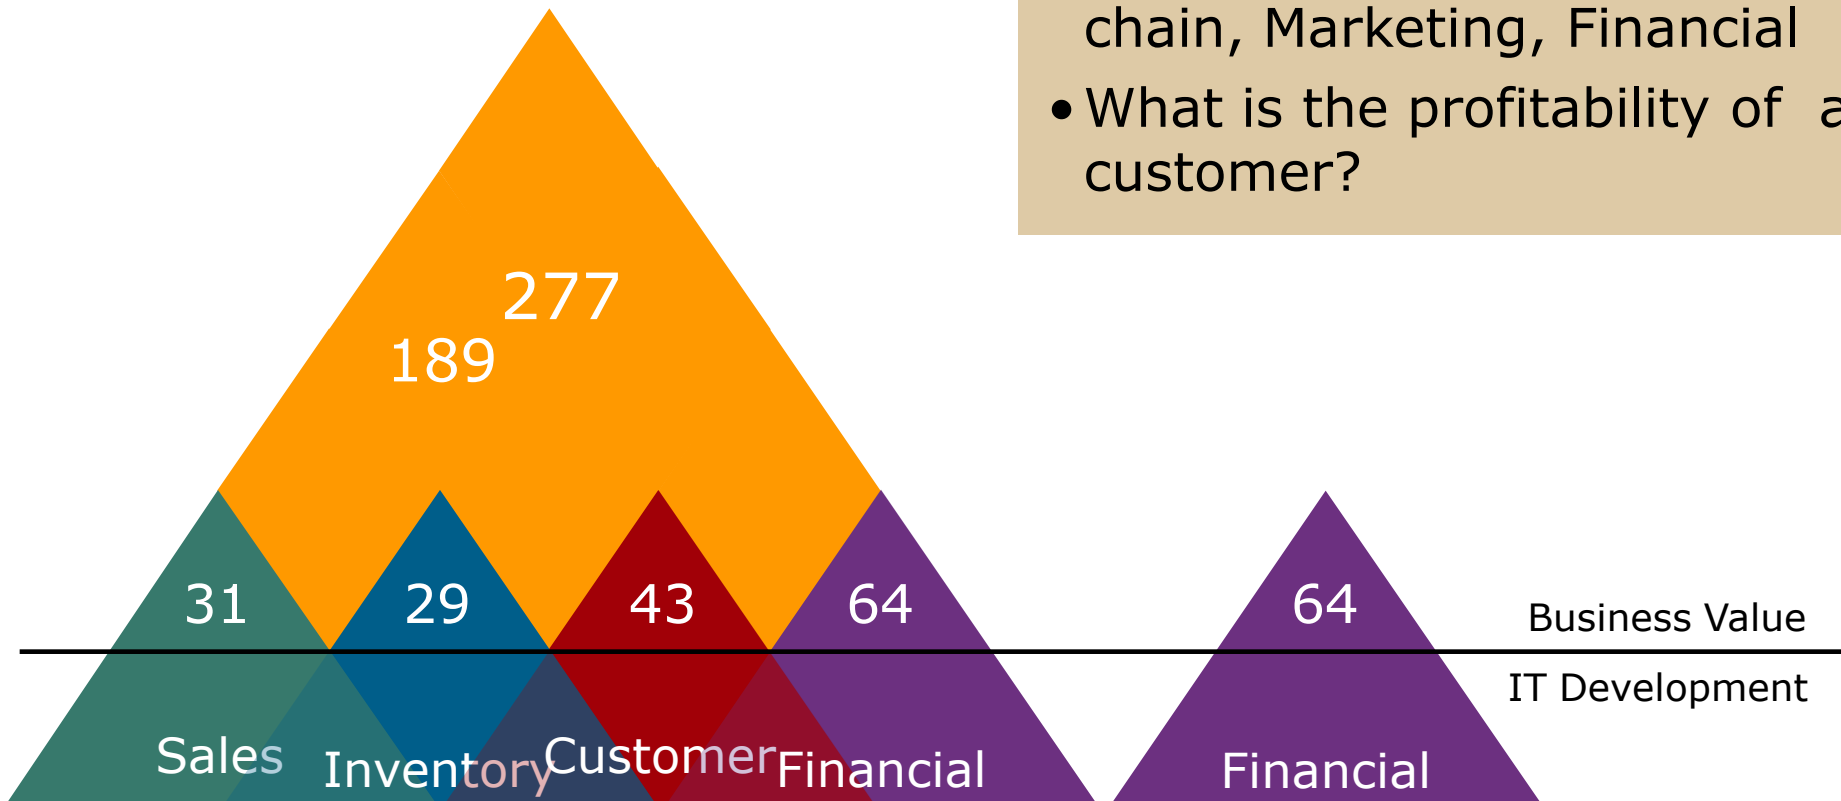 chain, Marketing, Financial
• What is the profitability of a
customer?
277
189
31 29 43 64 64
Business Value
IT Development
Sales Inventory Customer Financial Financial